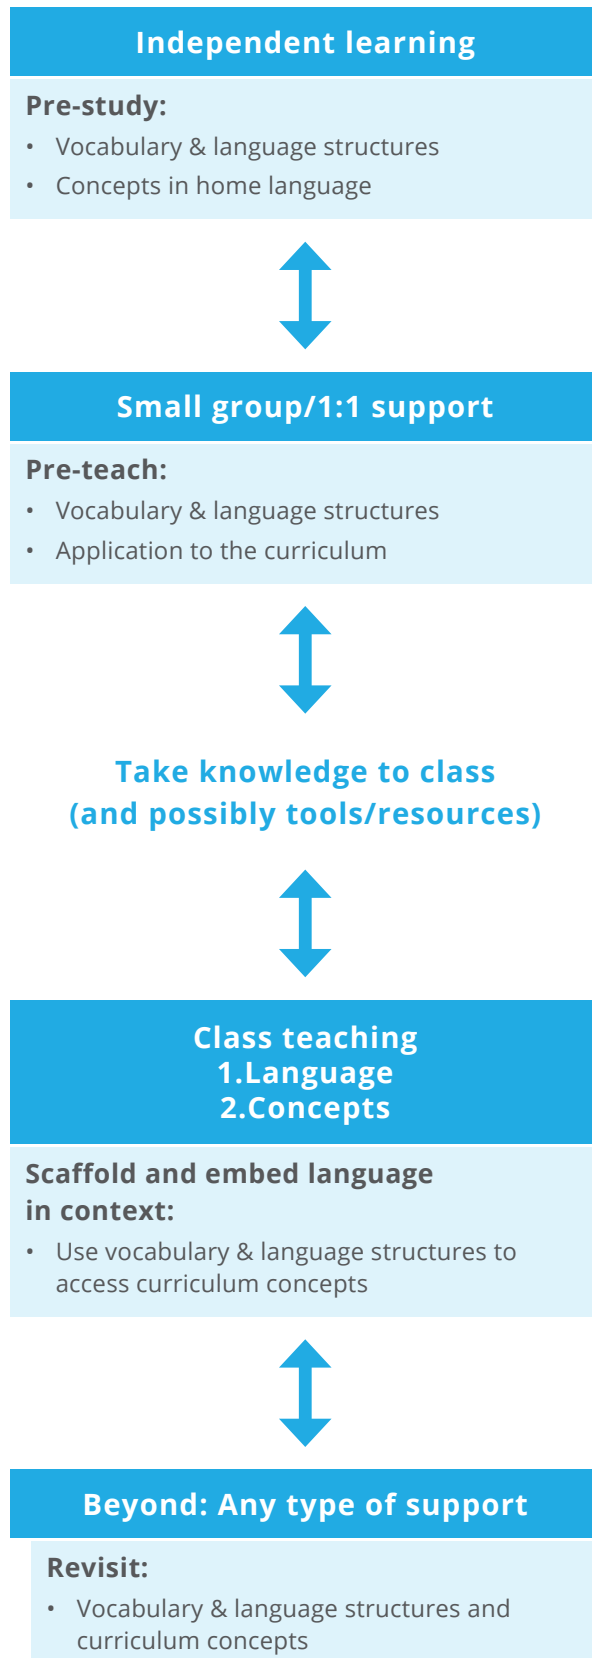 Independent learning
Pre-study:
• Vocabulary & language structures
• Concepts in home language
Small group/1:1 support
Pre-teach:
• Vocabulary & language structures
• Application to the curriculum
Take knowledge to class
(and possibly tools/resources)
Class teaching
1.Language
2.Concepts
Scaffold and embed language
in context:
• Use vocabulary & language structures to
access curriculum concepts
Beyond: Any type of support
Revisit:
• Vocabulary & language structures and
curriculum concepts